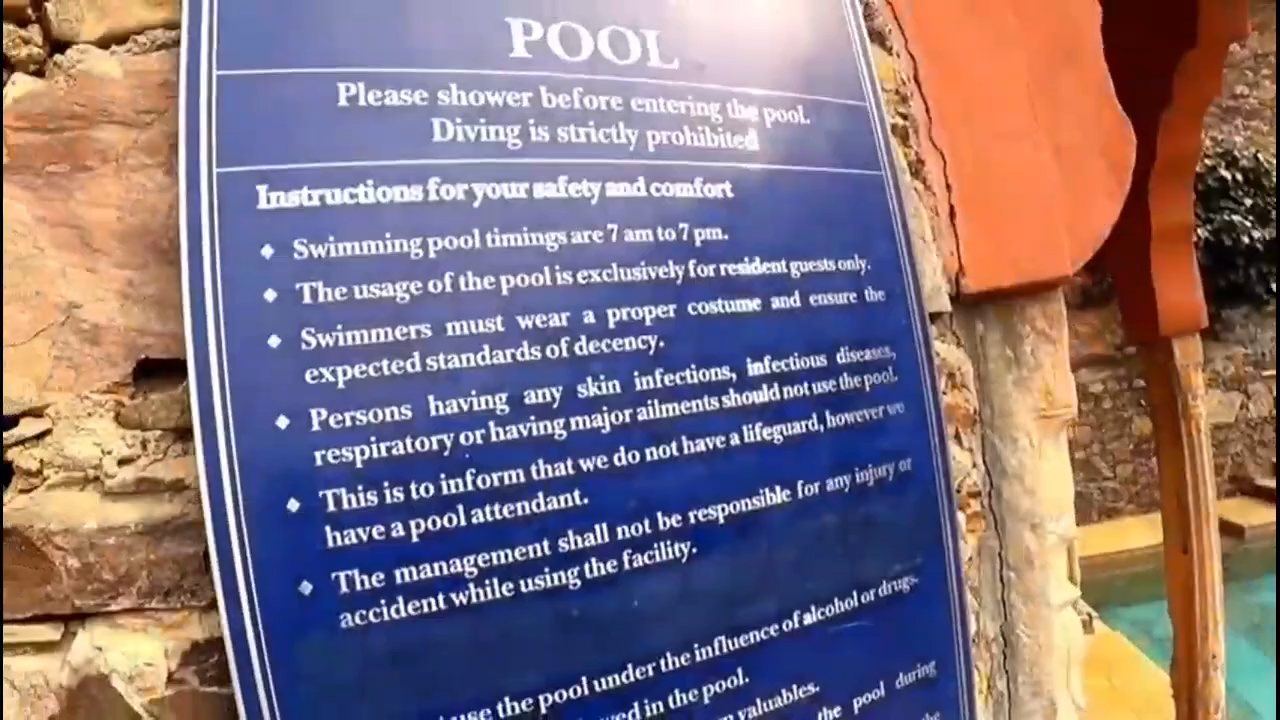 POOL
Please shower before entering the pool.
Diving is strictly prohibited
Instructions for your safety and comfort
Swimming pool timings are 7 am to 7 pm.
The usage of the pool is exclusively for resident guests only.
Swimmers must wear a proper costume and ensure the
expected standards of decency.
Persons having any skin infections, infectious diseases,
respiratory or having major ailments should not use the pool.
This is to inform that we do not have a lifeguard, however we
have a pool attendant.
The management shall not be responsible for any injury or
accident while using the facility.
use the pool under the influence of alcohol or drugs.
in the pool.
valuables.
the pool during
the